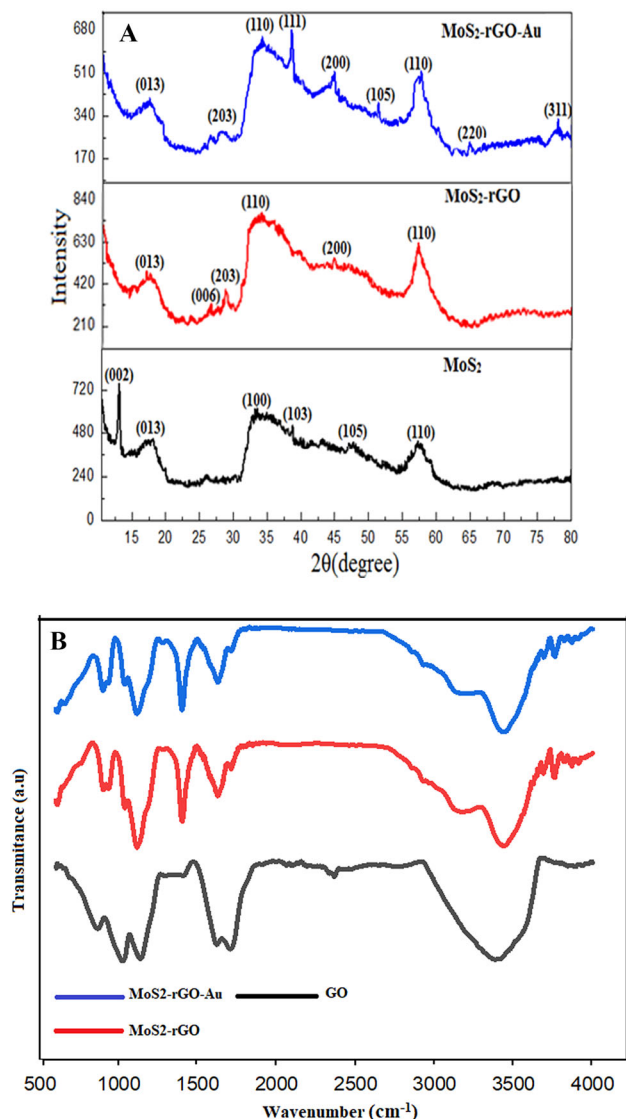 A
MoS2-rGO-Au
680
510
340
170
(013)
(203)
(110)
(111)
(200)
(105)
(110)
(220)
(311)
MoS2-rGO
840
630
420
210
(013)
(006)
(203)
(110)
(200)
(110)
MoS2
720
480
240
0
(002)
(013)
(100)
(103)
(105)
(110)
Intensity
15 20 25 30 35 40 45 50 55 60 65 70 75 80
2θ(degree)
B
Transmitance (a.u)
MoS2-rGO-Au
GO
MoS2-rGO
500 1000 1500 2000 2500 3000 3500 4000
Wavenumber (cm-1)